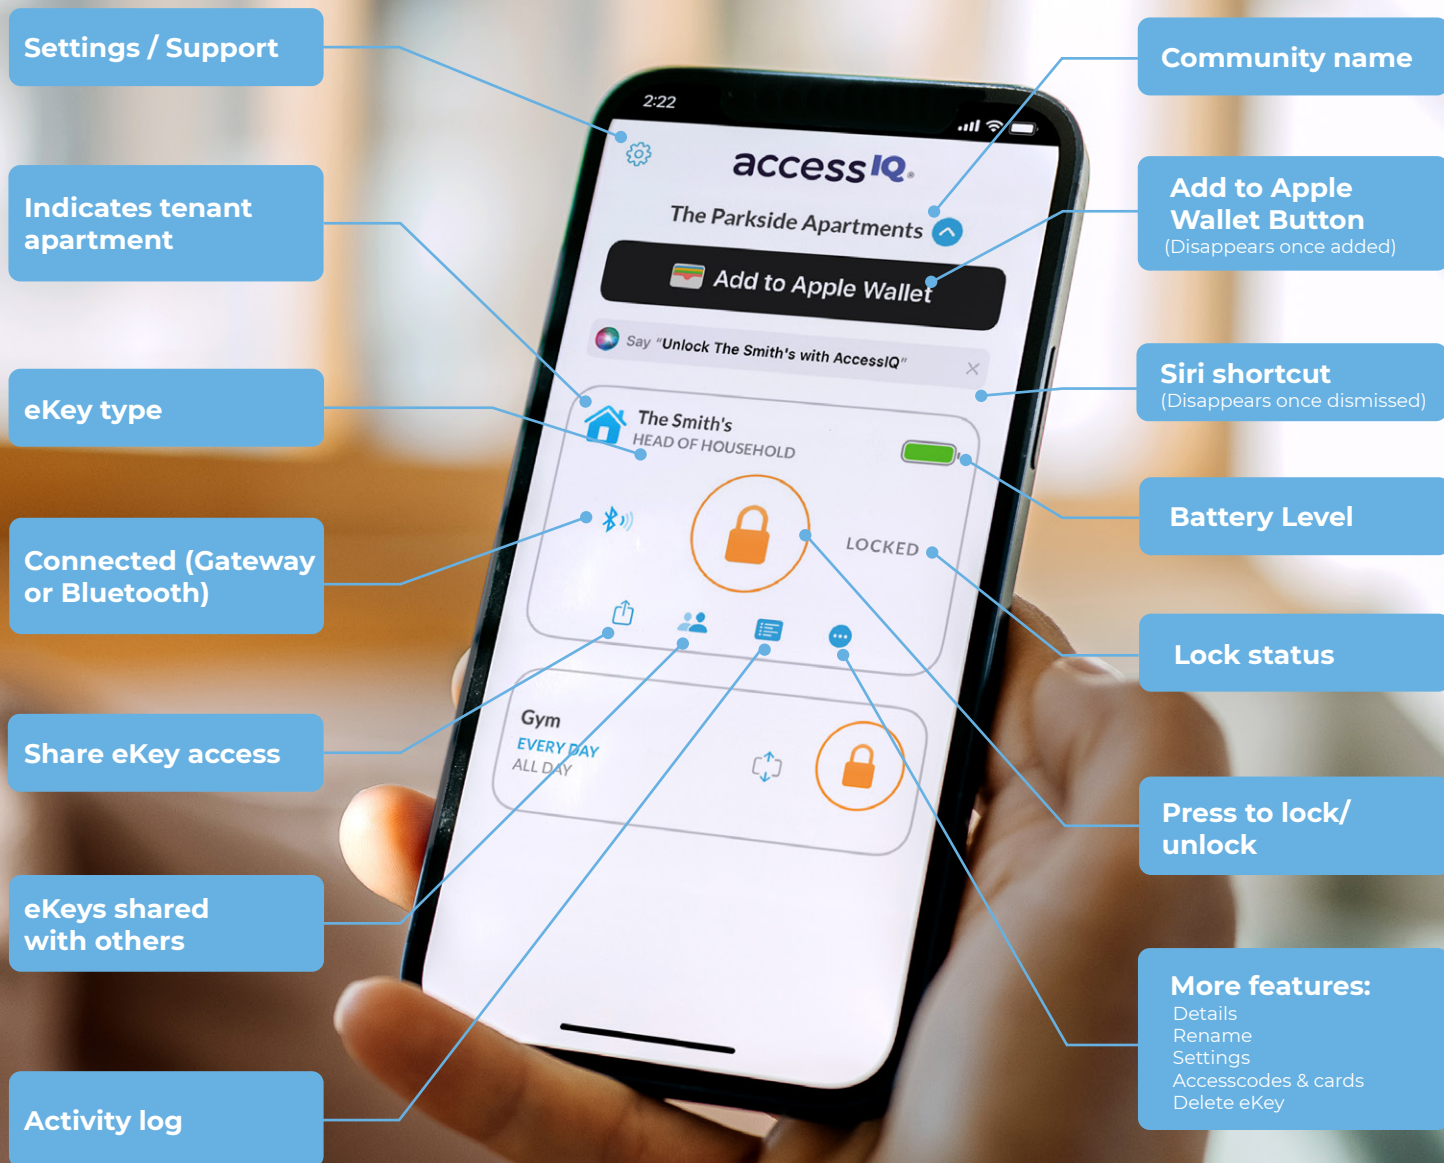 Settings / Support
Indicates tenant
apartment
eKey type
Connected (Gateway
or Bluetooth)
Share eKey access
eKeys shared
with others
Activity log
2:22
access IQ®
The Parkside Apartments
Add to Apple Wallet
Say "Unlock The Smith's with AccessIQ"
The Smith's
HEAD OF HOUSEHOLD
LOCKED
Gym
EVERY DAY
ALL DAY
Community name
Add to Apple
Wallet Button
(Disappears once added)
Siri shortcut
(Disappears once dismissed)
Battery Level
Lock status
Press to lock/
unlock
More features:
Details
Rename
Settings
Accesscodes & cards
Delete eKey